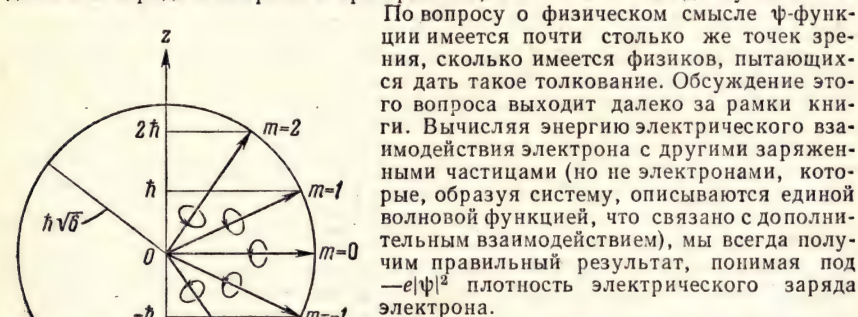 По вопросу о физическом смысле ψ-функ-
ции имеется почти столько же точек зре-
ния, сколько имеется физиков, пытающих-
ся дать такое толкование. Обсуждение это-
го вопроса выходит далеко за рамки кни-
ги. Вычисляя энергию электрического вза-
имодействия электрона с другими заряжен-
ными частицами (но не электронами, кото-
рые, образуя систему, описываются единой
волновой функцией, что связано с дополни-
тельным взаимодействием), мы всегда полу-
чим правильный результат, понимая под
—e|ψ|² плотность электрического заряда
электрона.
z
2ħ
m=2
ħ
m=1
ħ√6
0
m=0
-ħ
m=-1